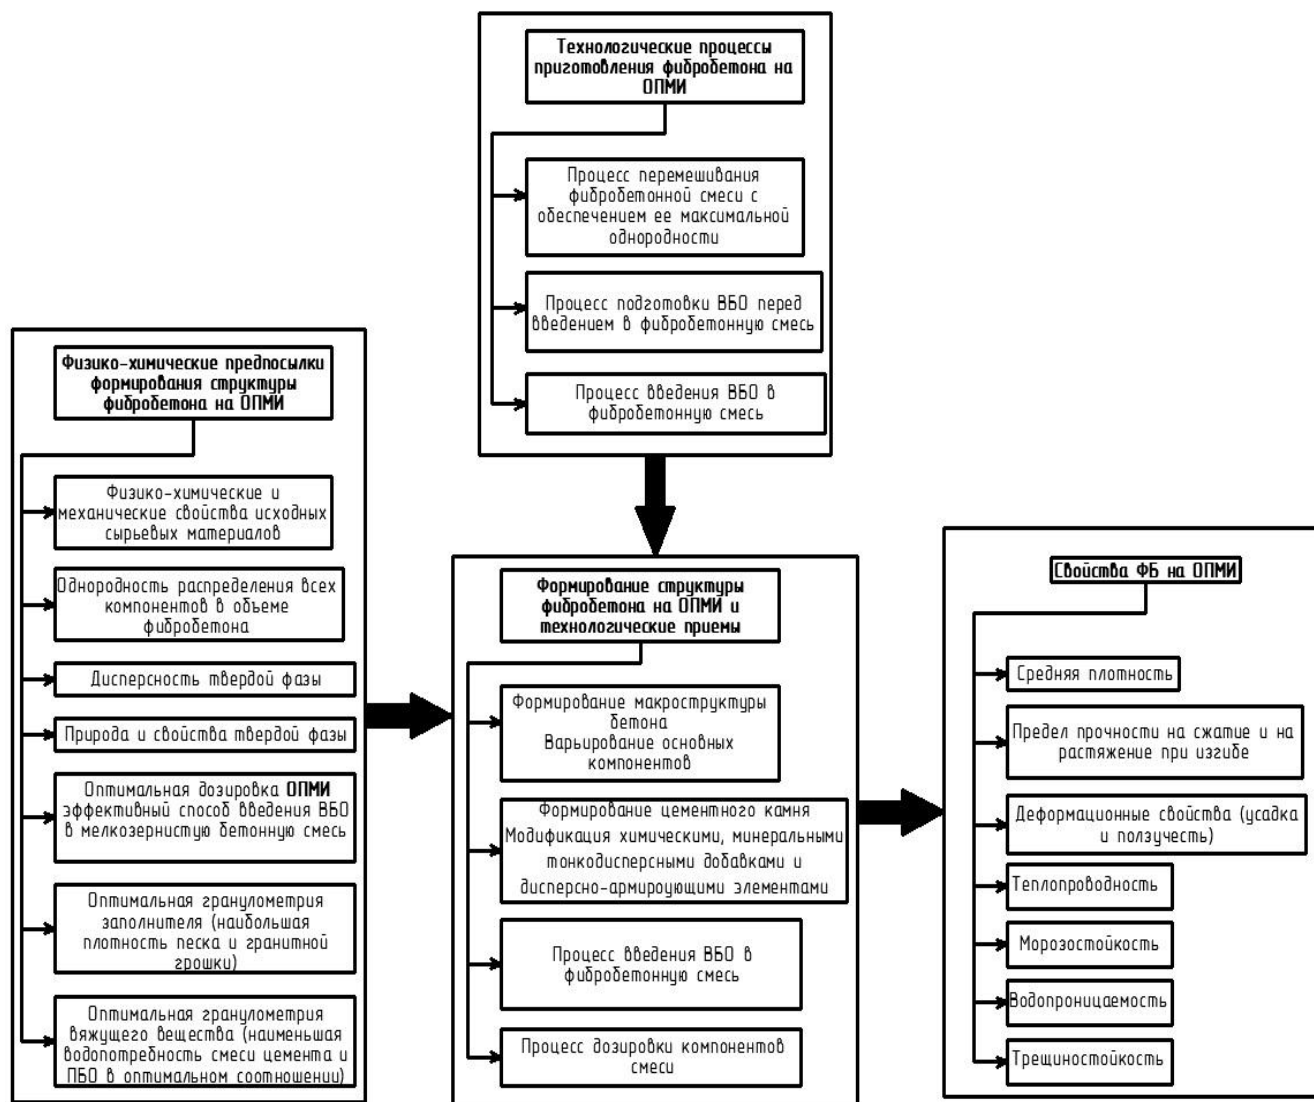 Технологические процессы
приготовления фибробетона на
ОПМИ
Процесс перемешивания
фибробетонной смеси с
обеспечением ее максимальной
однородности
Процесс подготовки ВБО перед
введением в фибробетонную смесь
Процесс введения ВБО в
фибробетонную смесь
Физико-химические предпосылки
формирования структуры
фибробетона на ОПМИ
Физико-химические и
механические свойства исходных
сырьевых материалов
Однородность распределения всех
компонентов в объеме
фибробетона
Дисперсность твердой фазы
Природа и свойства твердой фазы
Оптимальная дозировка ОПМИ
эффективный способ введения ВБО
в мелкозернистую бетонную смесь
Оптимальная гранулометрия
заполнителя (наибольшая
плотность песка и гранитной
грошки)
Оптимальная гранулометрия
вяжущего вещества (наименьшая
водопотребность смеси цемента и
ПБО в оптимальном соотношении)
Формирование структуры
фибробетона на ОПМИ и
технологические приемы
Формирование макроструктуры
бетона
Варьирование основных
компонентов
Формирование цементного камня
Модификация химическими, минеральными
тонкодисперсными добавками и
дисперсно-армироующими элементами
Процесс введения ВБО в
фибробетонную смесь
Процесс дозировки компонентов
смеси
Свойства ФБ на ОПМИ
Средняя плотность
Предел прочности на сжатие и на
растяжение при изгибе
Деформационные свойства (усадка
и ползучесть)
Теплопроводность
Морозостойкость
Водопроницаемость
Трещиностойкость